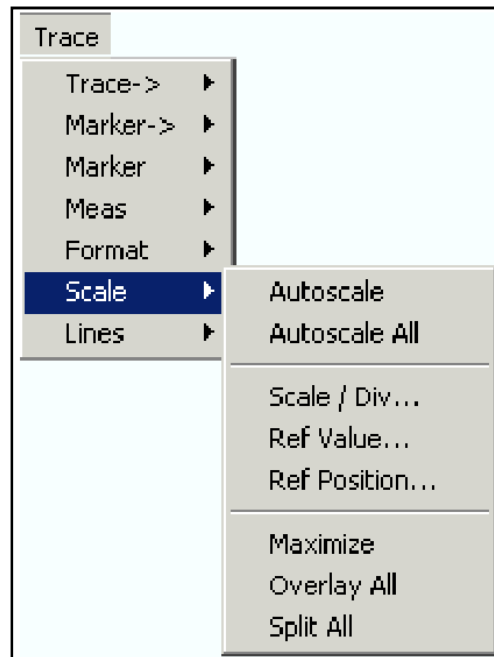 Trace
Trace->
Marker->
Marker
Meas
Format
Scale
Lines
Autoscale
Autoscale All
Scale / Div...
Ref Value...
Ref Position...
Maximize
Overlay All
Split All